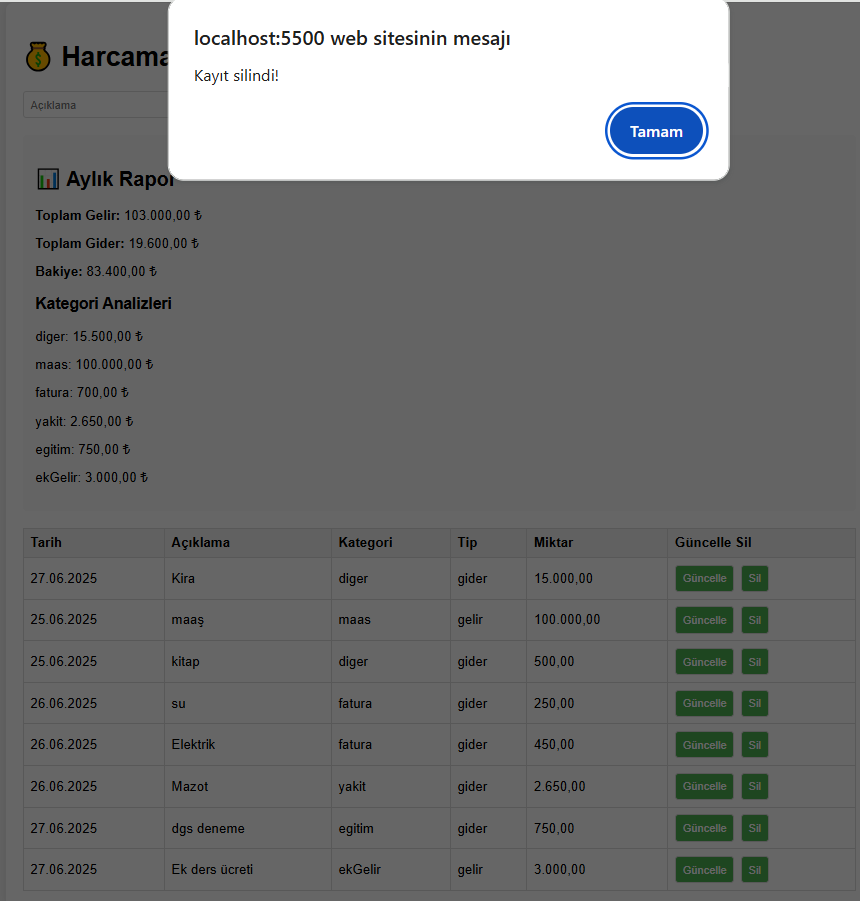 localhost:5500 web sitesinin mesajı
Kayıt silindi!
Tamam
Harcama
Açıklama
Aylık Rapor
Toplam Gelir: 103.000,00 ₺
Toplam Gider: 19.600,00 ₺
Bakiye: 83.400,00 ₺
Kategori Analizleri
diger: 15.500,00 ₺
maas: 100.000,00 ₺
fatura: 700,00 ₺
yakit: 2.650,00 ₺
egitim: 750,00 ₺
ekGelir: 3.000,00 ₺
Tarih Açıklama Kategori Tip Miktar Güncelle Sil
27.06.2025 Kira diger gider 15.000,00 Güncelle Sil
25.06.2025 maaş maas gelir 100.000,00 Güncelle Sil
25.06.2025 kitap diger gider 500,00 Güncelle Sil
26.06.2025 su fatura gider 250,00 Güncelle Sil
26.06.2025 Elektrik fatura gider 450,00 Güncelle Sil
26.06.2025 Mazot yakit gider 2.650,00 Güncelle Sil
27.06.2025 dgs deneme egitim gider 750,00 Güncelle Sil
27.06.2025 Ek ders ücreti ekGelir gelir 3.000,00 Güncelle Sil